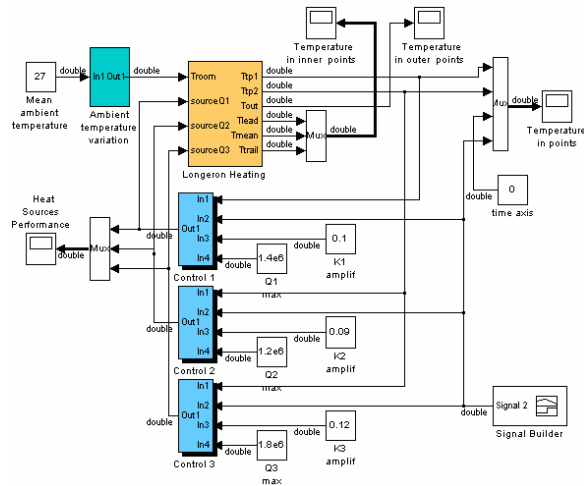 Temperature
in inner points
Temperature
in outer points
double
double
27
In1 Out1
Mean
ambient
temperature
Ambient
temperature
variation
Troom
sourceQ1
sourceQ2
sourceQ3
Ttp1
Ttp2
Tout
Tlead
Tmean
Ttrail
Longeron Heating
double
double
double
double
double
double
Mux
double
Mux
double
Temperature
in points
double
0
time axis
Heat
Sources
Performance
double
Mux
In1
In2
Out1
In3
In4
Control 1
double
double
1.4e6
Q1
max
double
0.1
K1
amplif
In1
In2
Out1
In3
In4
Control 2
double
double
1.2e6
Q2
max
double
0.09
K2
amplif
In1
In2
Out1
In3
In4
Control 3
double
double
1.8e6
Q3
max
double
0.12
K3
amplif
Signal 2
double
Signal Builder